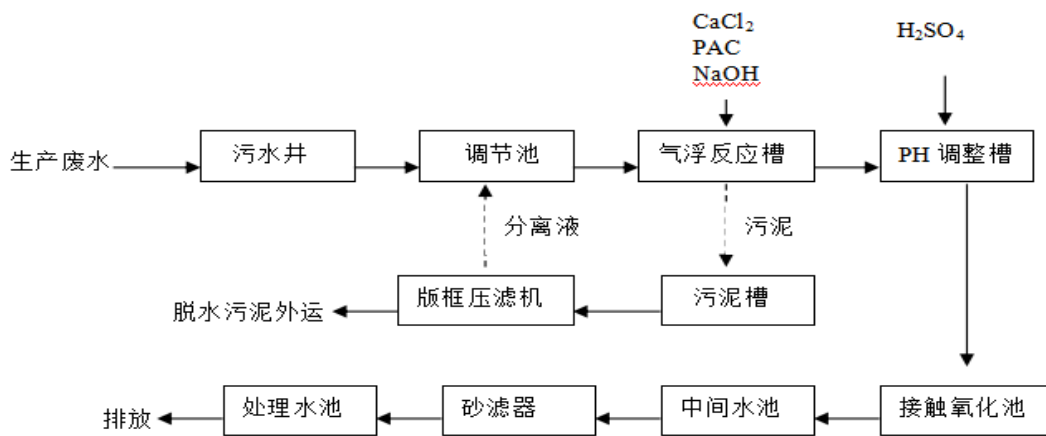 CaCl₂
PAC
NaOH
H₂SO₄
生产废水
污水井
调节池
气浮反应槽
PH 调整槽
分离液
污泥
脱水污泥外运
版框压滤机
污泥槽
排放
处理水池
砂滤器
中间水池
接触氧化池